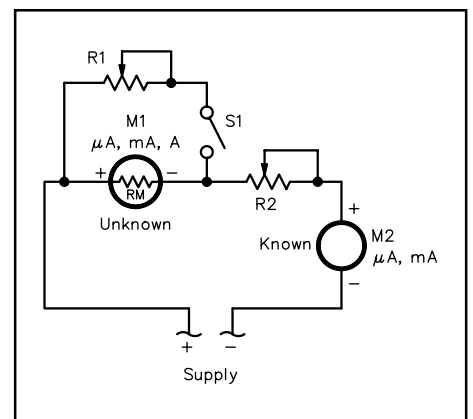 R1
M1
μA, mA, A
S1
+
RM
-
Unknown
R2
+
Known
M2
μA, mA
-
+
-
Supply